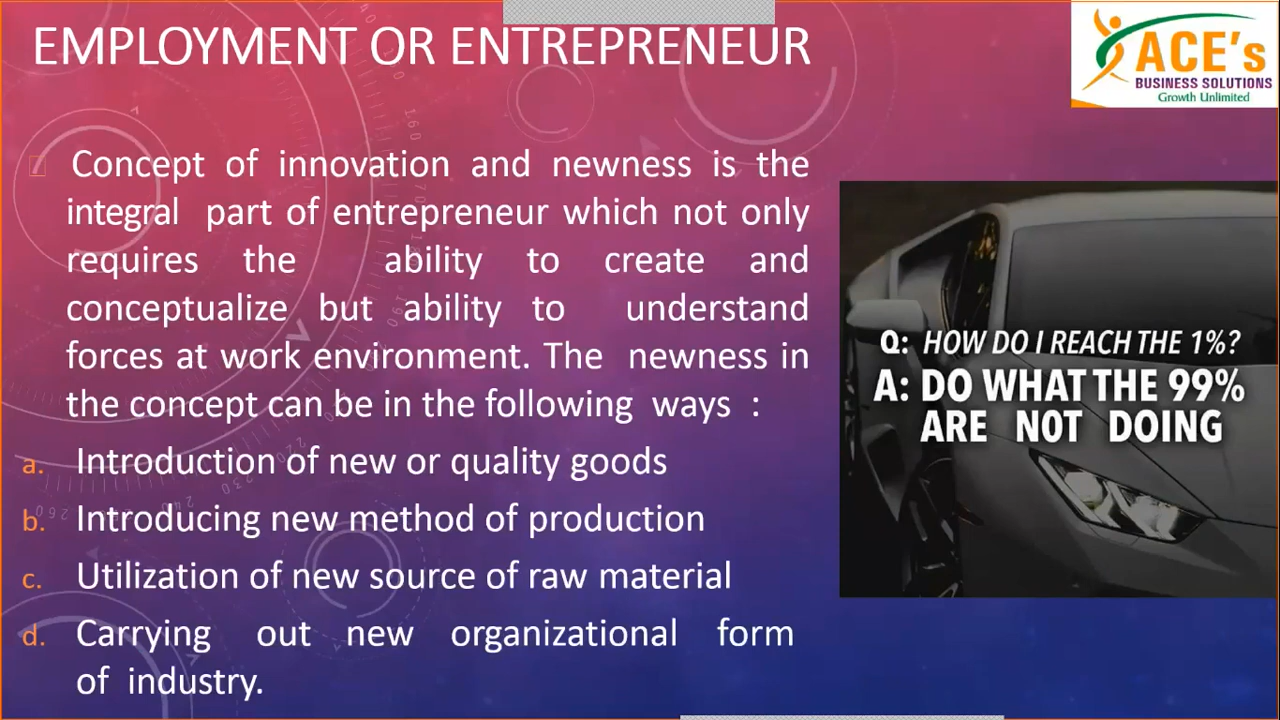 EMPLOYMENT OR ENTREPRENEUR
ACE's
BUSINESS SOLUTIONS
Growth Unlimited
Concept of innovation and newness is the
integral part of entrepreneur which not only
requires the ability to create and
conceptualize but ability to understand
forces at work environment. The newness in
the concept can be in the following ways :
a. Introduction of new or quality goods
b. Introducing new method of production
c. Utilization of new source of raw material
d. Carrying out new organizational form
of industry.
Q: HOW DO I REACH THE 1%?
A: DO WHAT THE 99%
ARE NOT DOING